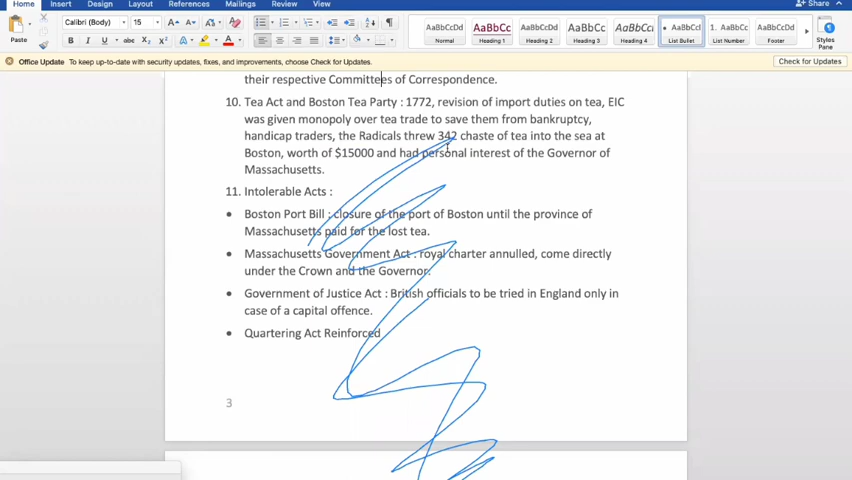 Home Insert Design Layout References Mailings Review View Share
Paste Calibri (Body) 15 A A Aa A
B I U abc X₂ X² A A
AaBbCcDd AaBbCc AaBbCcDd AaBbCc AaBbCcI AaBbCcI 1. AaBbCc AaBbCcDd
Normal Heading 1 Heading 2 Heading 3 Heading 4 List Bullet List Number Footer Styles Pane
Office Update To keep up-to-date with security updates, fixes, and improvements, choose Check for Updates. Check for Updates
their respective Committees of Correspondence.
10. Tea Act and Boston Tea Party : 1772, revision of import duties on tea, EIC
was given monopoly over tea trade to save them from bankruptcy,
handicap traders, the Radicals threw 342 chaste of tea into the sea at
Boston, worth of $15000 and had personal interest of the Governor of
Massachusetts.
11. Intolerable Acts :
• Boston Port Bill : closure of the port of Boston until the province of
Massachusetts paid for the lost tea.
• Massachusetts Government Act : royal charter annulled, come directly
under the Crown and the Governor.
• Government of Justice Act : British officials to be tried in England only in
case of a capital offence.
• Quartering Act Reinforced
3